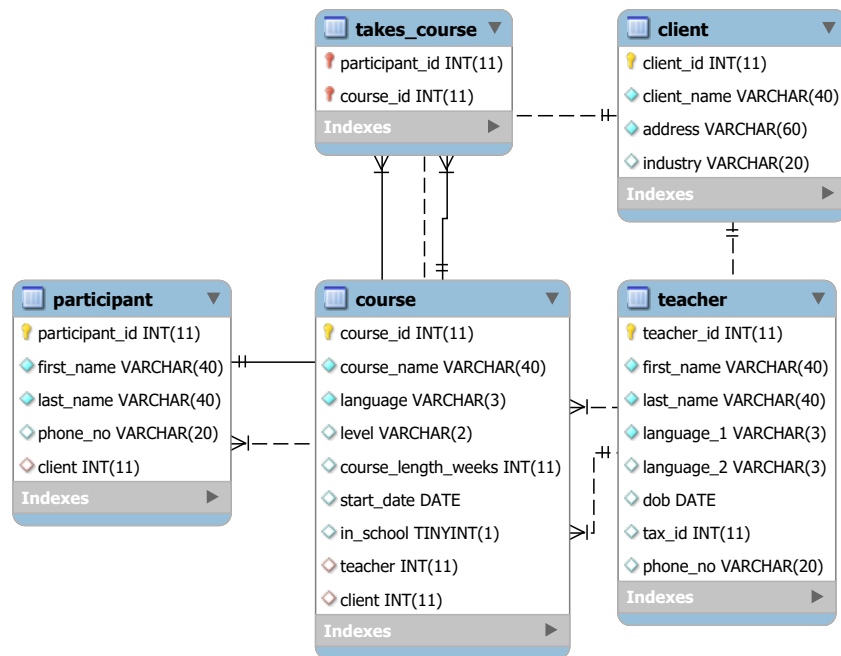 takes_course
participant_id INT(11)
course_id INT(11)
Indexes
client
client_id INT(11)
client_name VARCHAR(40)
address VARCHAR(60)
industry VARCHAR(20)
Indexes
participant
participant_id INT(11)
first_name VARCHAR(40)
last_name VARCHAR(40)
phone_no VARCHAR(20)
client INT(11)
Indexes
course
course_id INT(11)
course_name VARCHAR(40)
language VARCHAR(3)
level VARCHAR(2)
course_length_weeks INT(11)
start_date DATE
in_school TINYINT(1)
teacher INT(11)
client INT(11)
Indexes
teacher
teacher_id INT(11)
first_name VARCHAR(40)
last_name VARCHAR(40)
language_1 VARCHAR(3)
language_2 VARCHAR(3)
dob DATE
tax_id INT(11)
phone_no VARCHAR(20)
Indexes